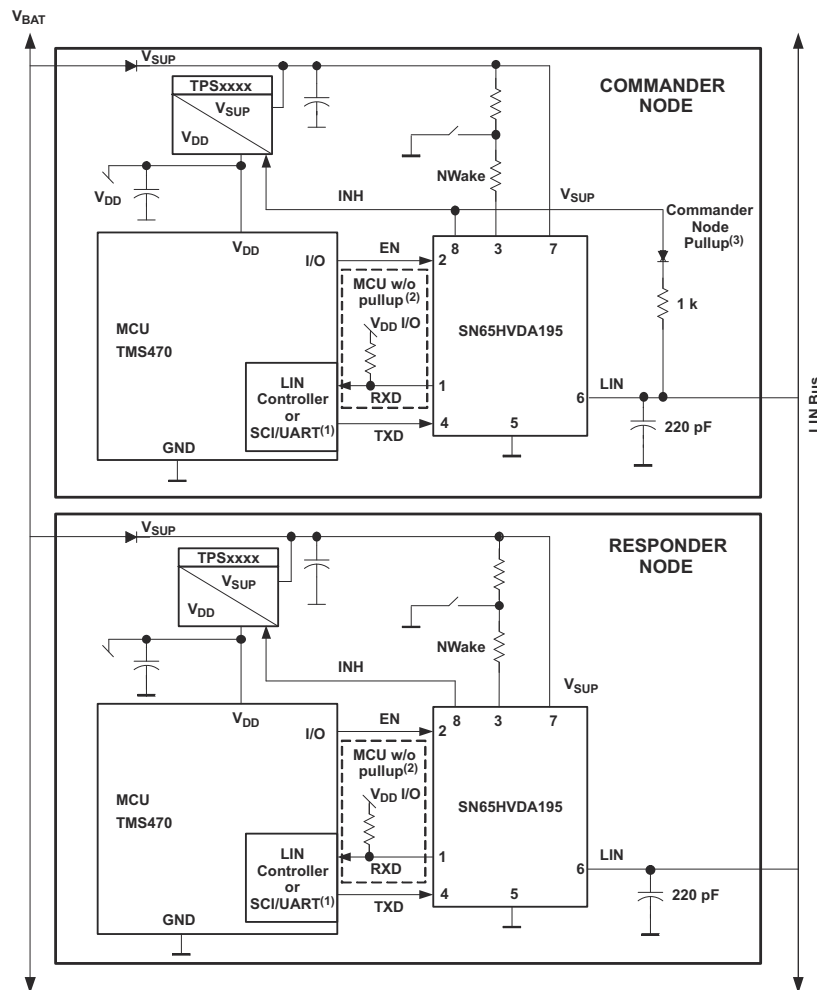 VBAT
VSUP
TPSxxxx
VSUP
VDD
COMMANDER
NODE
NWake
VDD
INH
VSUP
Commander
Node
Pullup(3)
VDD
I/O
EN
2
8
3
7
MCU w/o
pullup(2)
VDD I/O
1 k
MCU
TMS470
SN65HVDA195
LIN
Controller
or
SCI/UART(1)
1
RXD
6
LIN
4
TXD
5
220 pF
GND
LIN Bus
VSUP
TPSxxxx
VSUP
VDD
RESPONDER
NODE
NWake
INH
VSUP
VDD
I/O
EN
2
8
3
7
MCU w/o
pullup(2)
VDD I/O
MCU
TMS470
SN65HVDA195
LIN
Controller
or
SCI/UART(1)
1
RXD
6
LIN
4
TXD
5
220 pF
GND